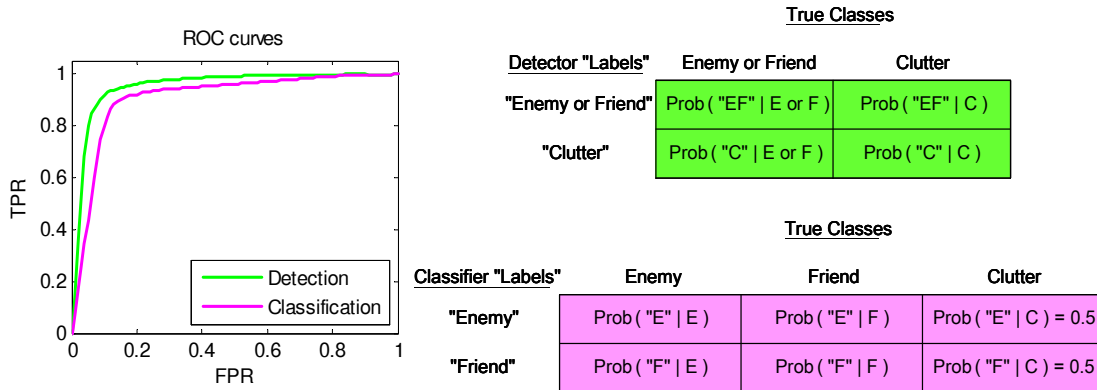 ROC curves
TPR
1
0.8
0.6
0.4
0.2
0
0 0.2 0.4 0.6 0.8 1
FPR
Detection
Classification
True Classes
Detector "Labels" Enemy or Friend Clutter
"Enemy or Friend" Prob ( "EF" | E or F ) Prob ( "EF" | C )
"Clutter" Prob ( "C" | E or F ) Prob ( "C" | C )
True Classes
Classifier "Labels" Enemy Friend Clutter
"Enemy" Prob ( "E" | E ) Prob ( "E" | F ) Prob ( "E" | C ) = 0.5
"Friend" Prob ( "F" | E ) Prob ( "F" | F ) Prob ( "F" | C ) = 0.5